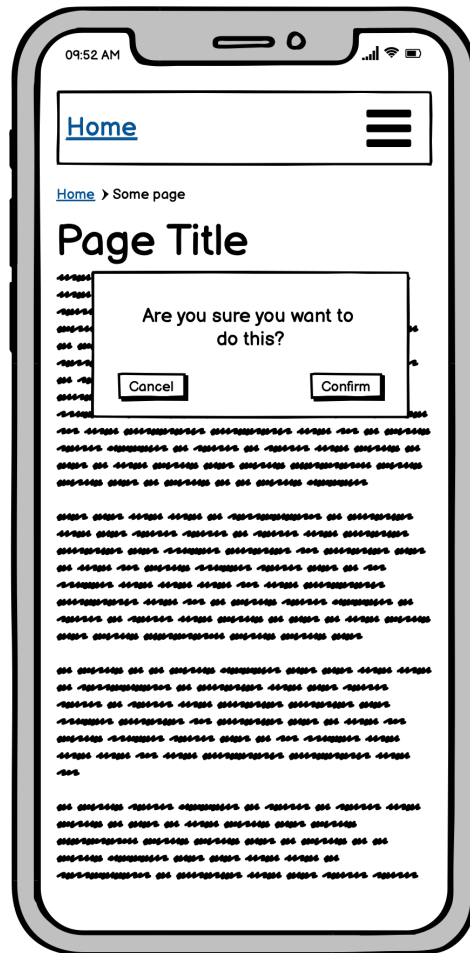 09:52 AM
Home
Home > Some page
Page Title
Are you sure you want to
do this?
Cancel
Confirm